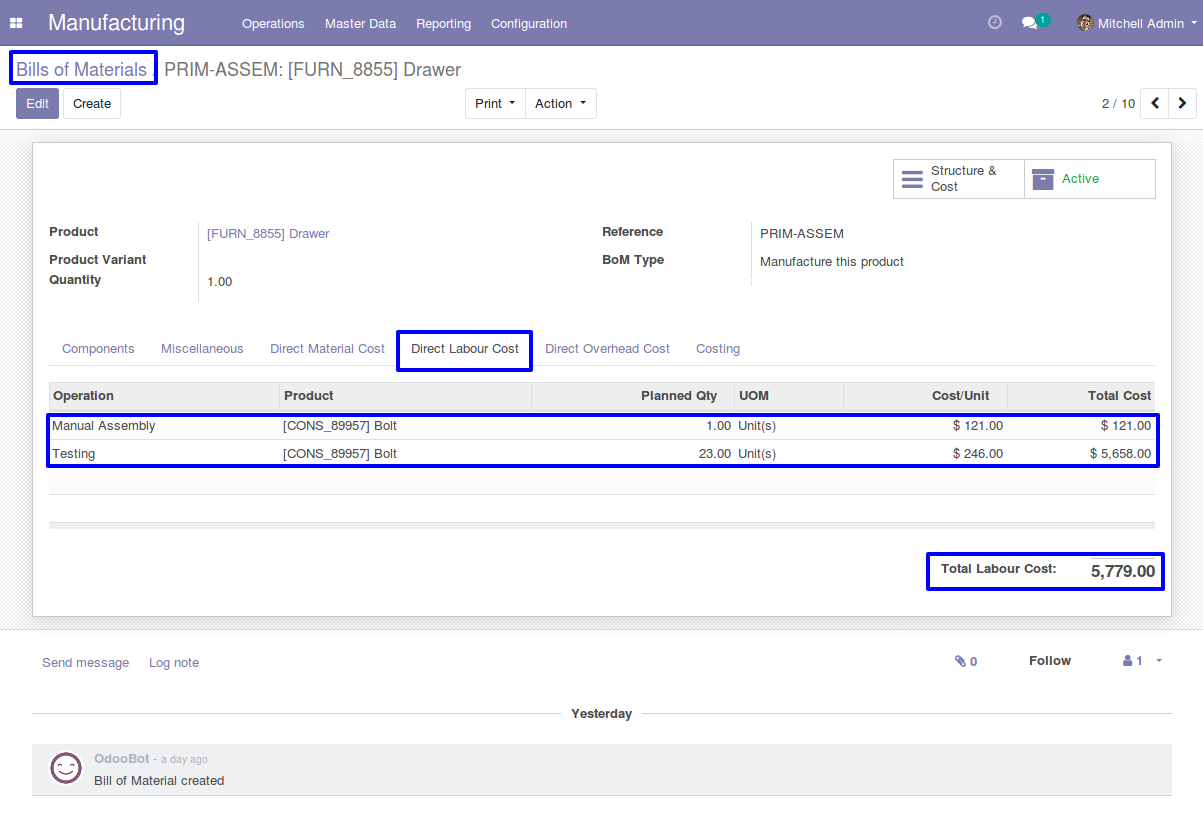 Manufacturing Operations Master Data Reporting Configuration 1 Mitchell Admin
Bills of Materials / PRIM-ASSEM: [FURN_8855] Drawer
Edit Create Print Action 2 / 10
Structure & Cost Active
Product [FURN_8855] Drawer Reference PRIM-ASSEM
Product Variant BoM Type Manufacture this product
Quantity 1.00
Components Miscellaneous Direct Material Cost Direct Labour Cost Direct Overhead Cost Costing
Operation Product Planned Qty UOM Cost/Unit Total Cost
Manual Assembly [CONS_89957] Bolt 1.00 Unit(s) $ 121.00 $ 121.00
Testing [CONS_89957] Bolt 23.00 Unit(s) $ 246.00 $ 5,658.00
Total Labour Cost: 5,779.00
Send message Log note 0 Follow 1
Yesterday
OdooBot - a day ago
Bill of Material created